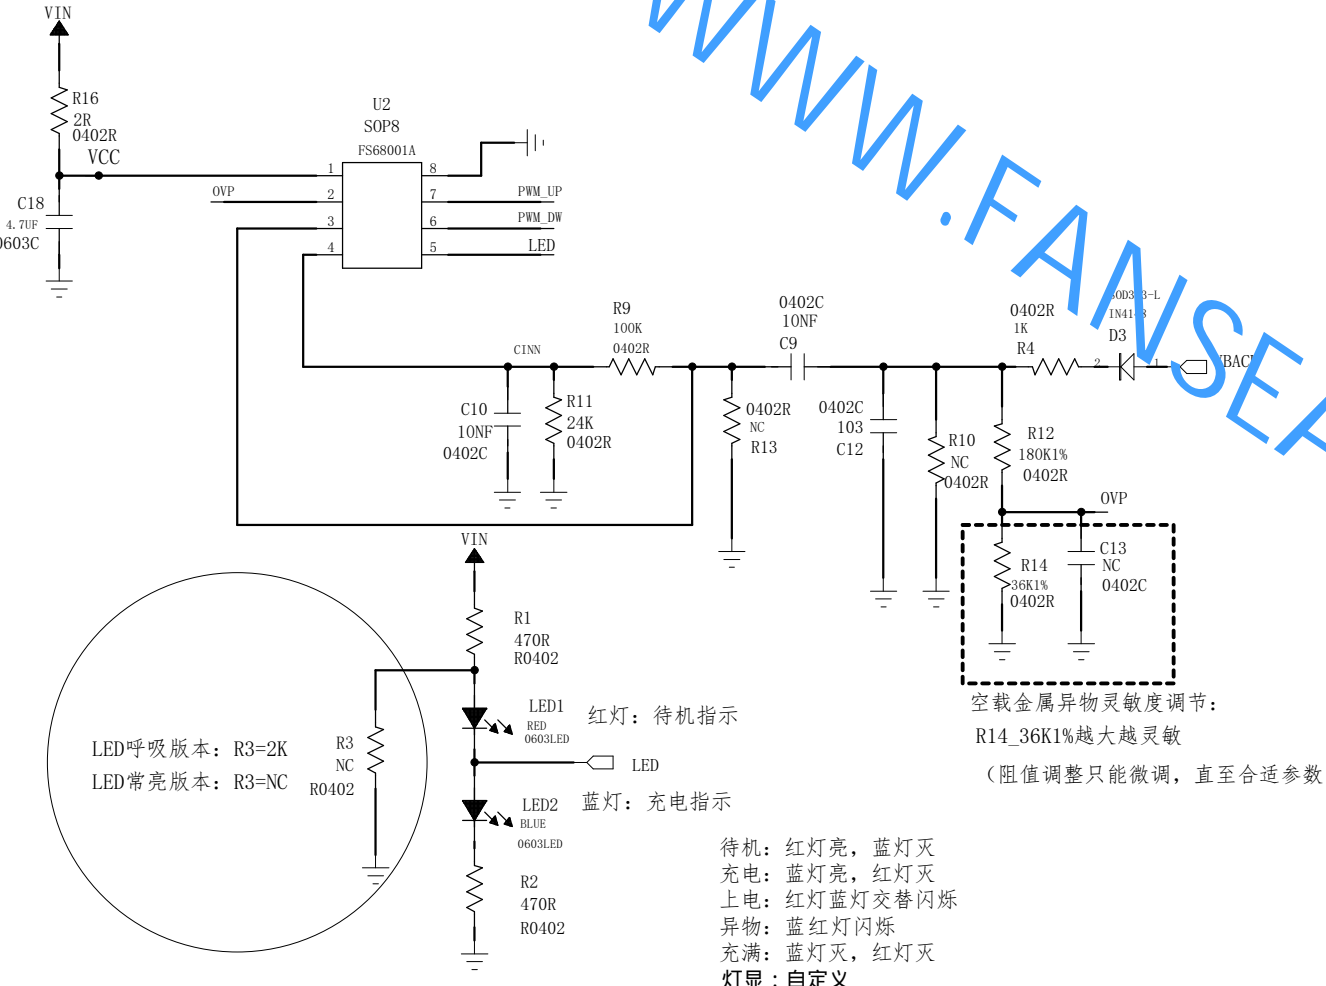 VIN
WWW.FANSEA
R16
2R
0402R
VCC
C18
4.7UF
0603C
U2
SOP8
FS68001A
1
2
3
4
8
7
6
5
OVP
PWM_UP
PWM_DW
LED
R9
100K
0402R
CINN
C10
10NF
0402C
R11
24K
0402R
0402C
10NF
C9
0402R
NC
R13
0402C
103
C12
R10
NC
0402R
0402R
1K
R4
IN4148
D3
2
1
R12
180K1%
0402R
OVP
R14
36K1%
0402R
C13
NC
0402C
空载金属异物灵敏度调节：
R14_36K1%越大越灵敏
（阻值调整只能微调，直至合适参数
VIN
R1
470R
R0402
LED呼吸版本：R3=2K
LED常亮版本：R3=NC
R3
NC
R0402
LED1
RED
0603LED
红灯：待机指示
LED
LED2
BLUE
0603LED
蓝灯：充电指示
R2
470R
R0402
待机：红灯亮，蓝灯灭
充电：蓝灯亮，红灯灭
上电：红灯蓝灯交替闪烁
异物：蓝红灯闪烁
充满：蓝灯灭，红灯灭
灯显：自定义